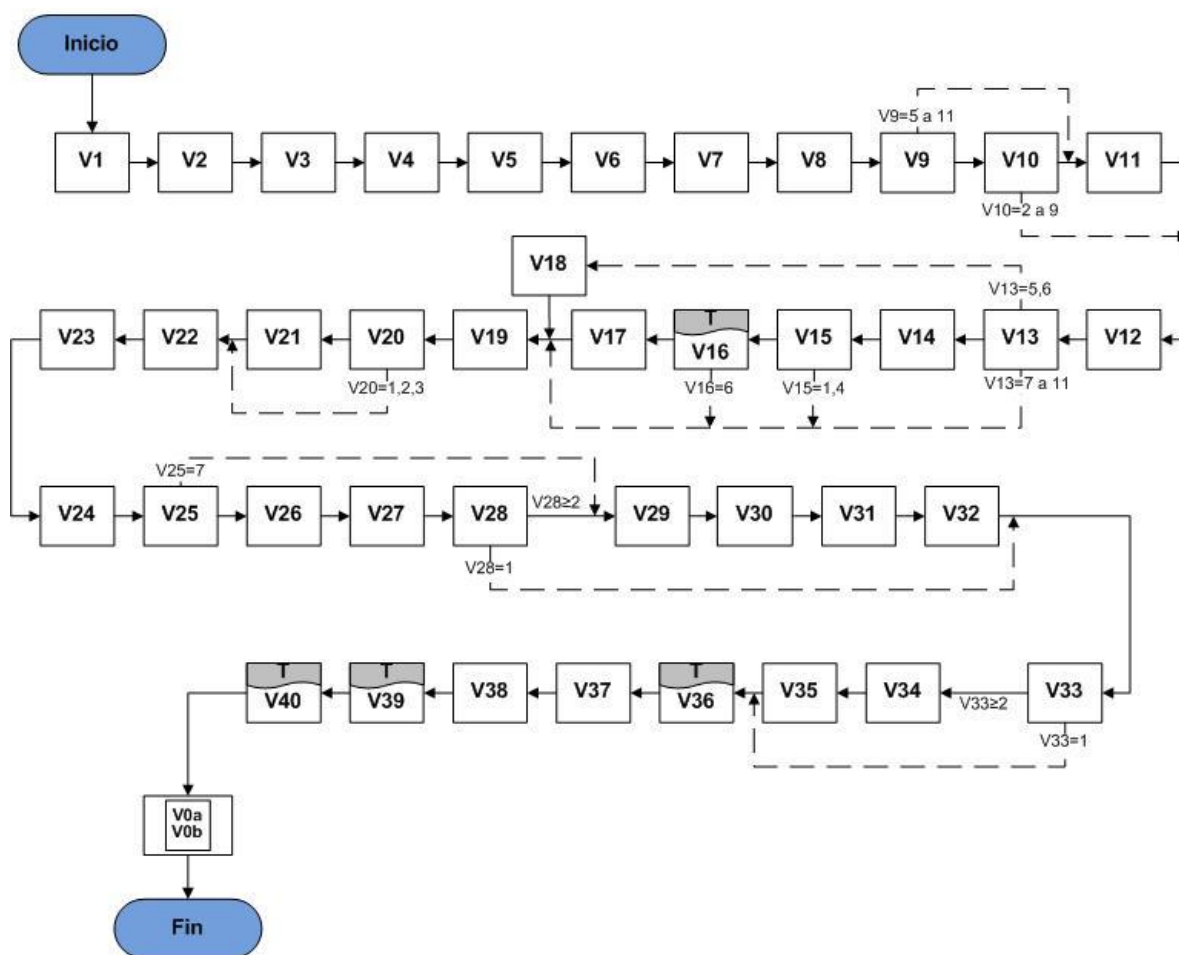 Inicio
V9=5 a 11
V1 V2 V3 V4 V5 V6 V7 V8 V9 V10 V11
V10=2 a 9
V18
V13=5,6
T
V23 V22 V21 V20 V19 V17 V16 V15 V14 V13 V12
V20=1,2,3 V16=6 V15=1,4 V13=7 a 11
V25=7
V28≥2
V24 V25 V26 V27 V28 V29 V30 V31 V32
V28=1
T T T
V40 V39 V38 V37 V36 V35 V34 V33
V33≥2
V33=1
V0a
V0b
Fin